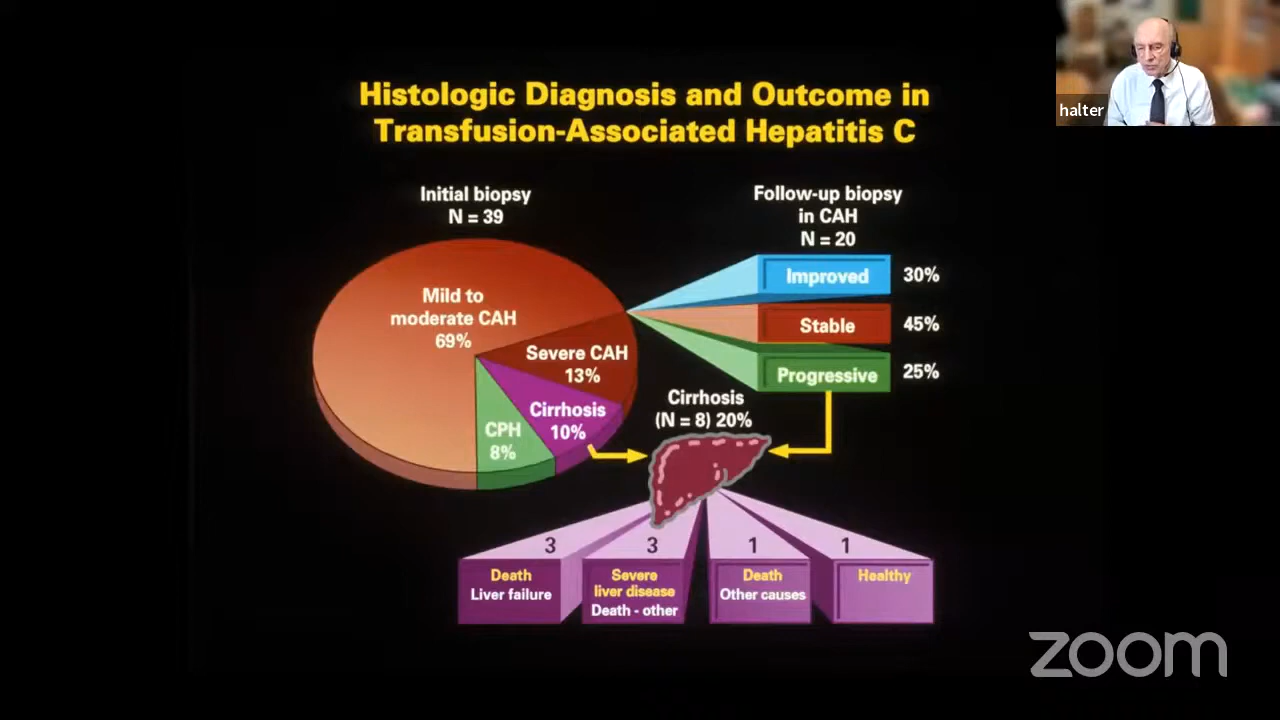 halter
Histologic Diagnosis and Outcome in
Transfusion-Associated Hepatitis C
Initial biopsy
N = 39
Follow-up biopsy
in CAH
N = 20
Mild to
moderate CAH
69%
Severe CAH
13%
Cirrhosis
10%
CPH
8%
Improved 30%
Stable 45%
Progressive 25%
Cirrhosis
(N = 8) 20%
3 3 1 1
Death
Liver failure
Severe
liver disease
Death - other
Death
Other causes
Healthy
zoom